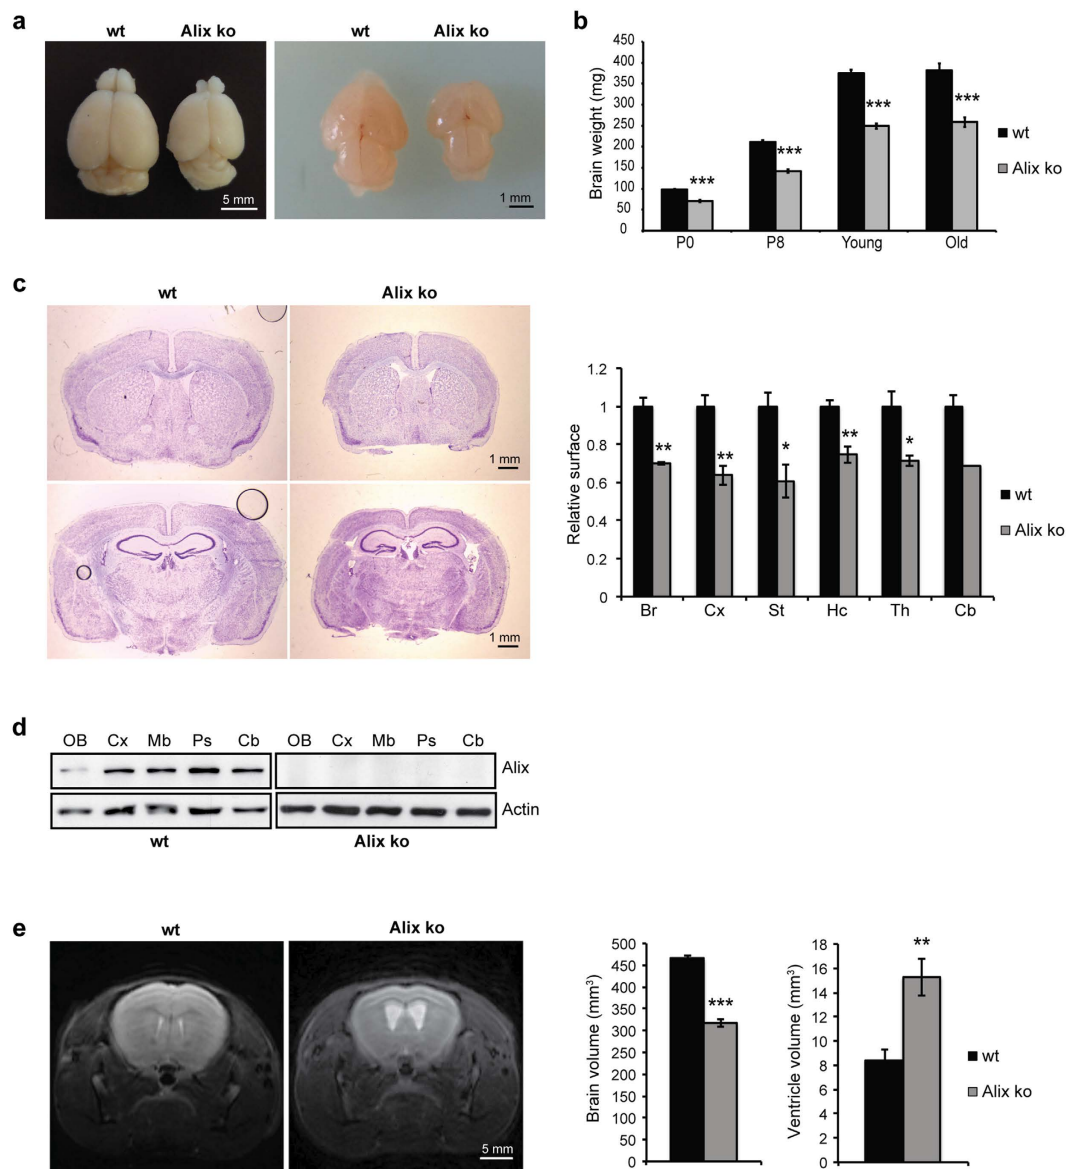 a
wt
Alix ko
wt
Alix ko
5 mm
1 mm
b
Brain weight (mg)
450
400
350
300
250
200
150
100
50
0
***
***
***
***
P0
P8
Young
Old
wt
Alix ko
c
wt
Alix ko
1 mm
1 mm
Relative surface
1.2
1
0.8
0.6
0.4
0.2
0
**
**
*
**
*
Br
Cx
St
Hc
Th
Cb
wt
Alix ko
d
OB Cx Mb Ps Cb
OB Cx Mb Ps Cb
Alix
Actin
wt
Alix ko
e
wt
Alix ko
5 mm
Brain volume (mm³)
500
450
400
350
300
250
200
150
100
50
0
***
Ventricle volume (mm³)
18
16
14
12
10
8
6
4
2
0
**
wt
Alix ko